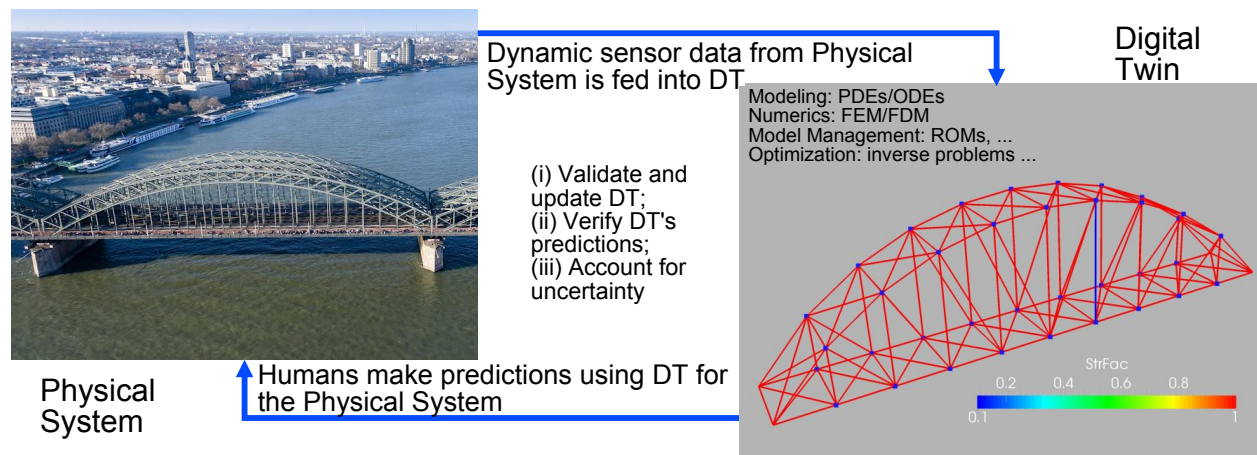 Dynamic sensor data from Physical
System is fed into DT
Digital
Twin
Modeling: PDEs/ODEs
Numerics: FEM/FDM
Model Management: ROMs, ...
Optimization: inverse problems ...
(i) Validate and
update DT;
(ii) Verify DT's
predictions;
(iii) Account for
uncertainty
StrFac
0.2 0.4 0.6 0.8
0.1 1
Physical
System
Humans make predictions using DT for
the Physical System